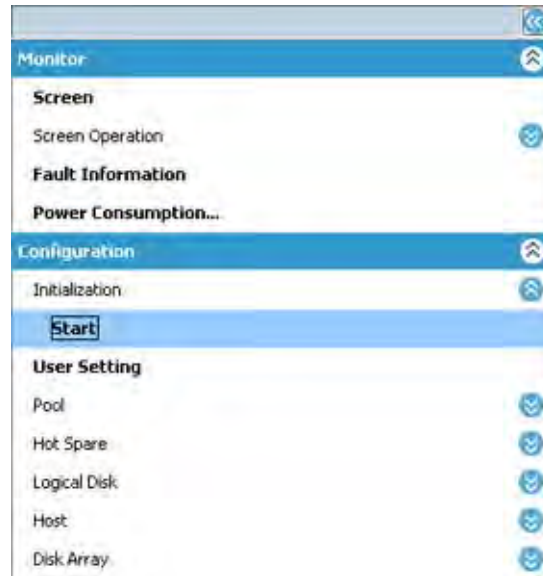 Monitor
Screen
Screen Operation
Fault Information
Power Consumption...
Configuration
Initialization
Start
User Setting
Pool
Hot Spare
Logical Disk
Host
Disk Array